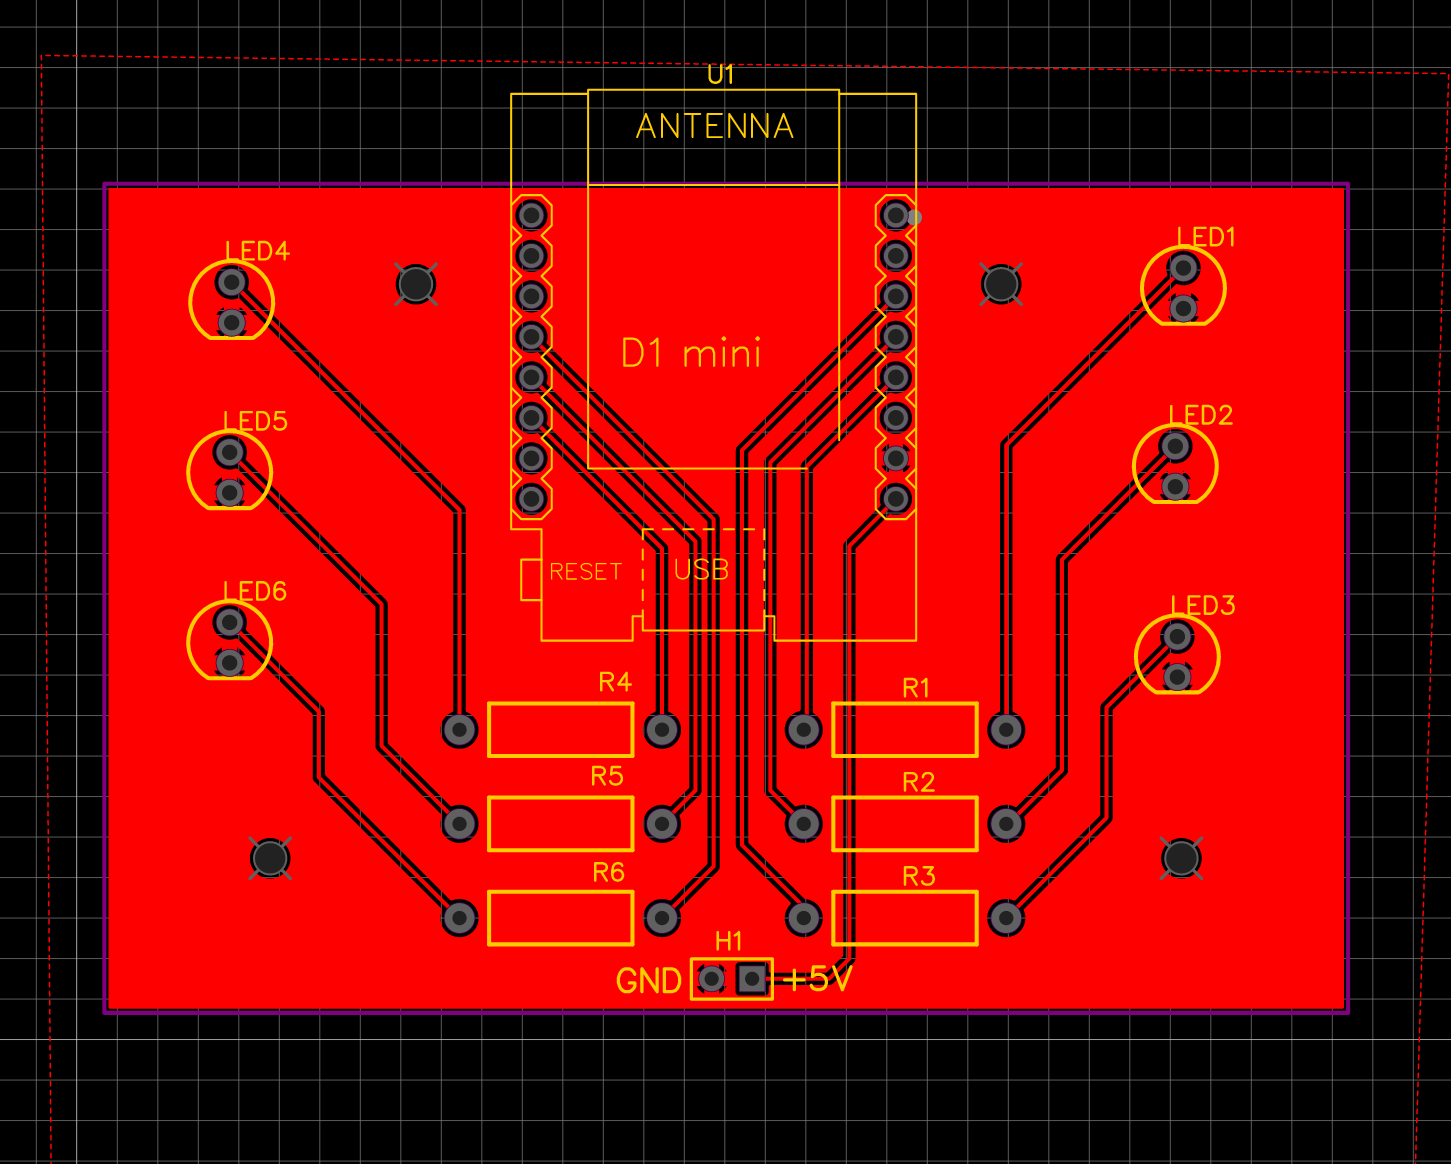 U1
ANTENNA
LED4
LED1
D1 mini
LED5
LED2
RESET
USB
LED6
LED3
R4
R1
R5
R2
R6
R3
H1
GND
+5V